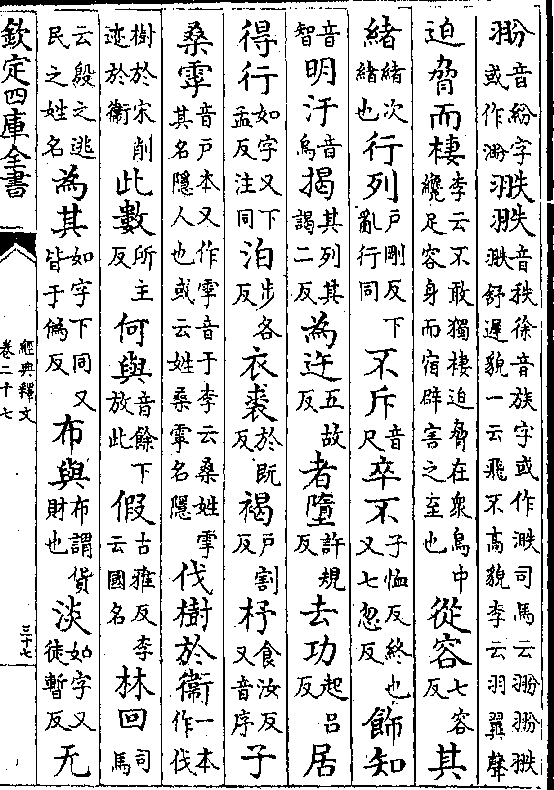 翂音紛字或作翐翐音秩徐音族字或作𣵀司馬云翂翂翐翐舒遲貌一云飛不高貌李云羽翼聲
迫脅而棲李云不敢獨棲迫脅在衆鳥中纔足容身而宿辟害之至也從容七容反其
緒緒次緒也行列戶剛反下亂行同不斥音尺卒不子恤反終也又七忽反飾知
音智明汙音烏揭其列其謁二反為迕五故反者墮許規反去功起呂反居
得行如字又下孟反注同泊步各反衣裘於既反褐戶割反杼食汝反又音序子
桑雽音戶本又作雩音于李云桑姓雽其名隱人也或云姓桑雽名隱伐樹於衞一本作伐
樹於宋削迹於衞此數所主反何與音餘下放此假古雅反李云國名林回司馬
云殷之逃民之姓名為其如字下同又皆于偽反布與布謂貨財也淡如字又徒暫反无
欽定四庫全書
經典釋文
卷二十七
三十七